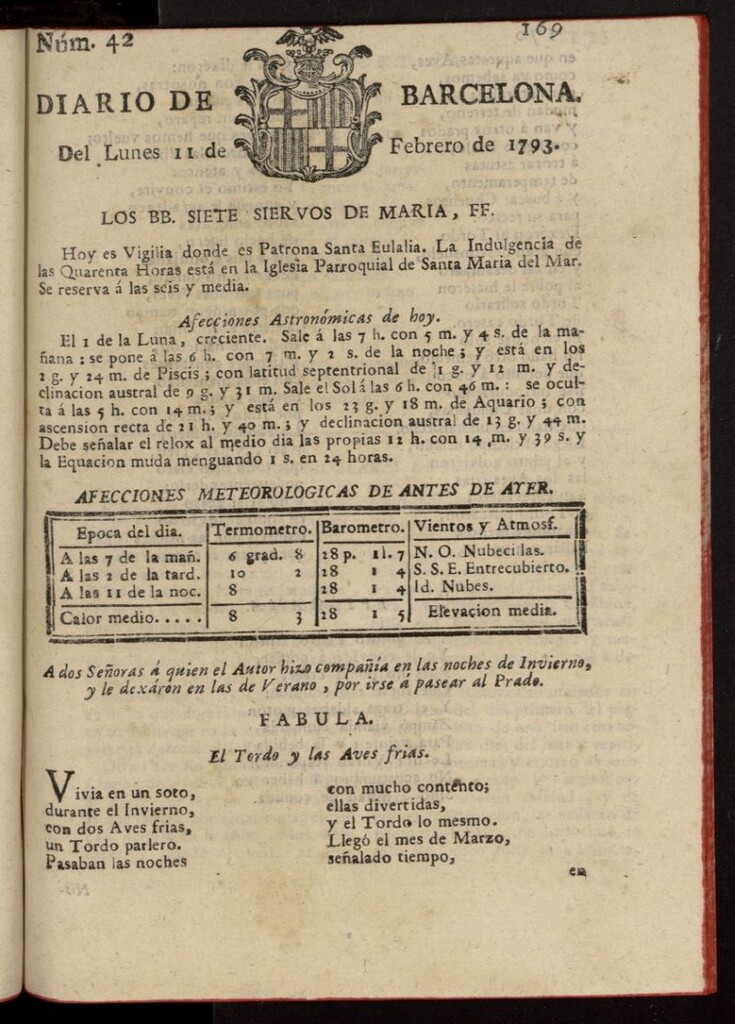 Núm. 42
169
DIARIO DE BARCELONA.
Del Lunes 11 de Febrero de 1793.
LOS BB. SIETE SIERVOS DE MARIA, FF.
Hoy es Vigilia donde es Patrona Santa Eulalia. La Indulgencia de
las Quarenta Horas está en la Iglesia Parroquial de Santa Maria del Mar.
Se reserva á las seis y media.
Afecciones Astronómicas de hoy.
El 1 de la Luna, creciente. Sale á las 7 h. con 5 m. y 4 s. de la ma-
ñana : se pone á las 6 h. con 7 m. y 2 s. de la noche ; y está en los
2 g. y 24 m. de Piscis ; con latitud septentrional de 1 g. y 12 m. y de-
clinacion austral de 9 g. y 31 m. Sale el Sol á las 6 h. con 46 m. : se ocul-
ta á las 5 h. con 14 m. ; y está en los 23 g. y 18 m. de Aquario ; con
ascension recta de 21 h. y 40 m. ; y declinacion austral de 13 g. y 44 m.
Debe señalar el relox al medio dia las propias 12 h. con 14 m. y 39 s. y
la Equacion muda menguando 1 s. en 24 horas.
AFECCIONES METEOROLOGICAS DE ANTES DE AYER.
Epoca del dia. Termometro. Barometro. Vientos y Atmosf.
A las 7 de la mañ. 6 grad. 8 28 p. 1 l. 7 N. O. Nubecillas.
A las 2 de la tard. 10 2 28 1 4 S. S. E. Entrecubierto.
A las 11 de la noc. 8 28 1 4 Id. Nubes.
Calor medio..... 8 3 28 1 5 Elevacion media.
A dos Señoras á quien el Autor hizo compañía en las noches de Invierno,
y le dexáron en las de Verano, por irse á pasear al Prado.
FABULA.
El Tordo y las Aves frias.
Vivia en un soto,
durante el Invierno,
con dos Aves frias,
un Tordo parlero.
Pasaban las noches
con mucho contento;
ellas divertidas,
y el Tordo lo mesmo.
Llegó el mes de Marzo,
señalado tiempo,
en